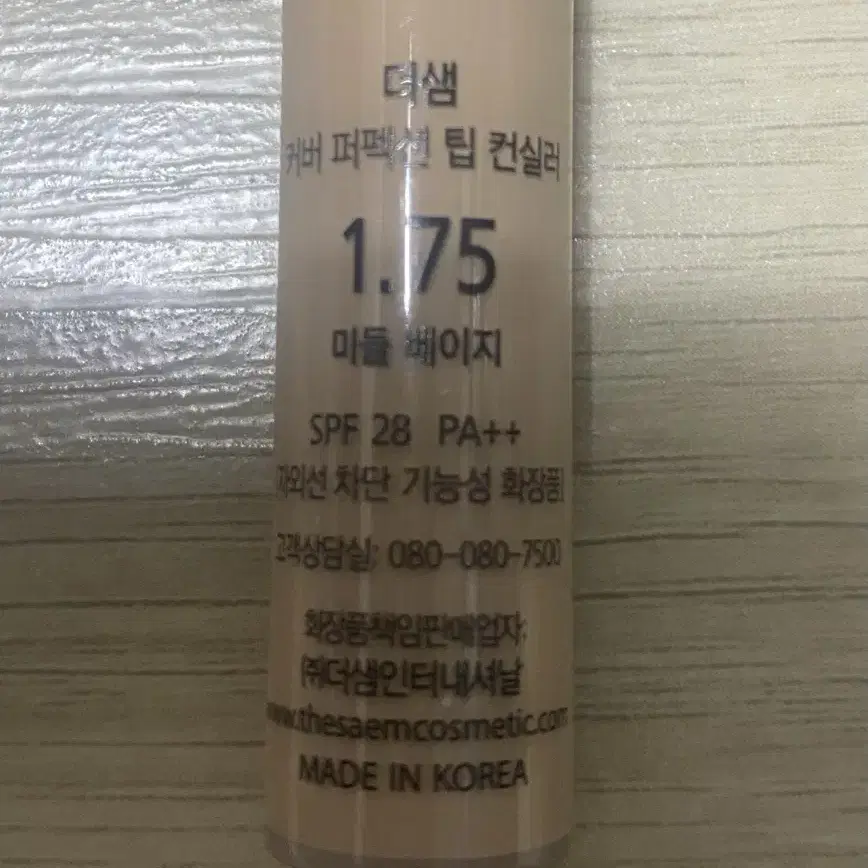 더샘
커버 퍼펙션 팁 컨실러
1.75
미들 베이지
SPF 28 PA++
(자외선 차단 기능성 화장품)
고객상담실: 080-080-7500
화장품책임판매업자:
㈜더샘인터내셔날
www.thesaemcosmetic.com
MADE IN KOREA